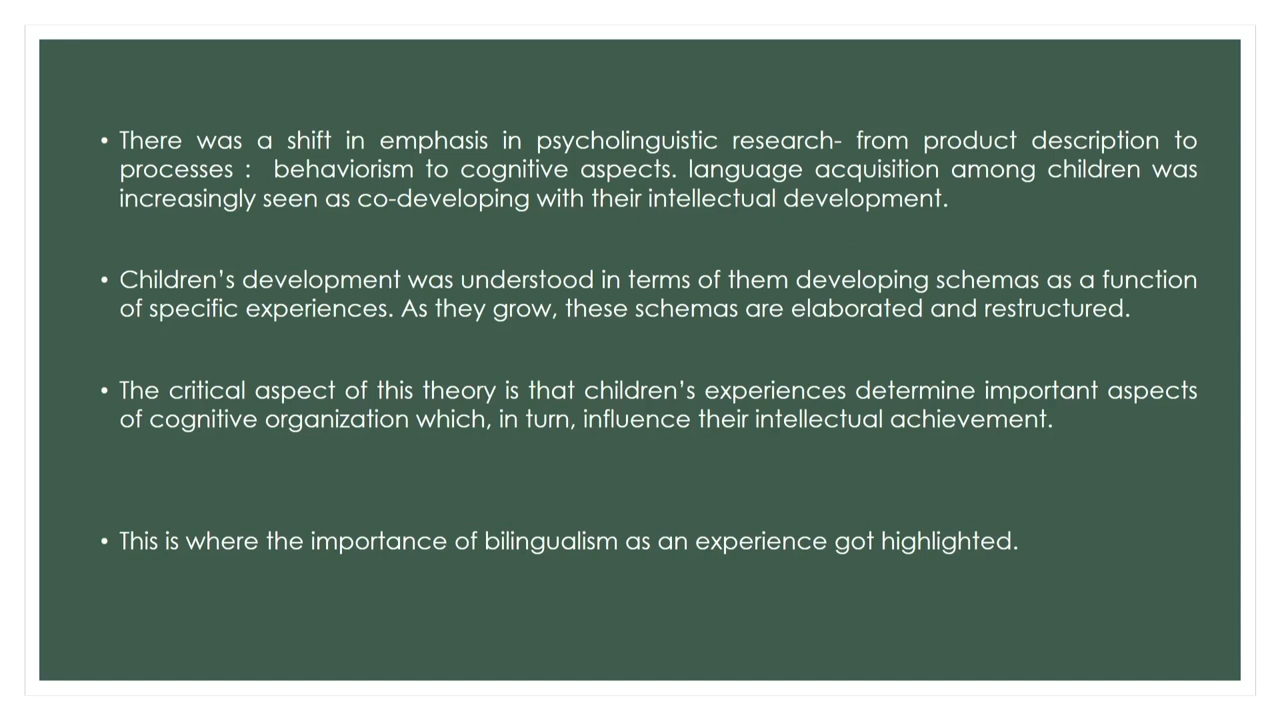 • There was a shift in emphasis in psycholinguistic research- from product description to
processes :  behaviorism to cognitive aspects. language acquisition among children was
increasingly seen as co-developing with their intellectual development.
• Children’s development was understood in terms of them developing schemas as a function
of specific experiences. As they grow, these schemas are elaborated and restructured.
• The critical aspect of this theory is that children’s experiences determine important aspects
of cognitive organization which, in turn, influence their intellectual achievement.
• This is where the importance of bilingualism as an experience got highlighted.